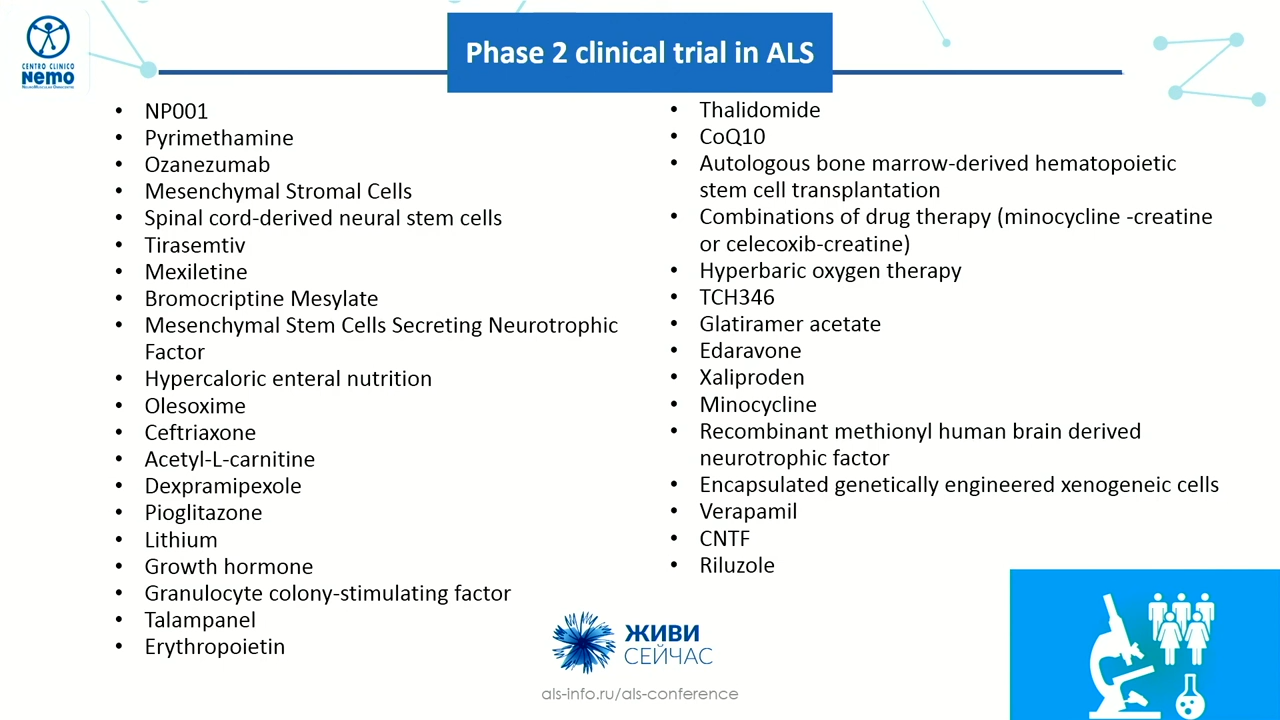 CENTRO CLINICO
NeMO
NEUROMUSCULAR OMNICENTRE
Phase 2 clinical trial in ALS
• NP001
• Pyrimethamine
• Ozanezumab
• Mesenchymal Stromal Cells
• Spinal cord-derived neural stem cells
• Tirasemtiv
• Mexiletine
• Bromocriptine Mesylate
• Mesenchymal Stem Cells Secreting Neurotrophic
Factor
• Hypercaloric enteral nutrition
• Olesoxime
• Ceftriaxone
• Acetyl-L-carnitine
• Dexpramipexole
• Pioglitazone
• Lithium
• Growth hormone
• Granulocyte colony-stimulating factor
• Talampanel
• Erythropoietin
• Thalidomide
• CoQ10
• Autologous bone marrow-derived hematopoietic
stem cell transplantation
• Combinations of drug therapy (minocycline -creatine
or celecoxib-creatine)
• Hyperbaric oxygen therapy
• TCH346
• Glatiramer acetate
• Edaravone
• Xaliproden
• Minocycline
• Recombinant methionyl human brain derived
neurotrophic factor
• Encapsulated genetically engineered xenogeneic cells
• Verapamil
• CNTF
• Riluzole
ЖИВИ
СЕЙЧАС
als-info.ru/als-conference